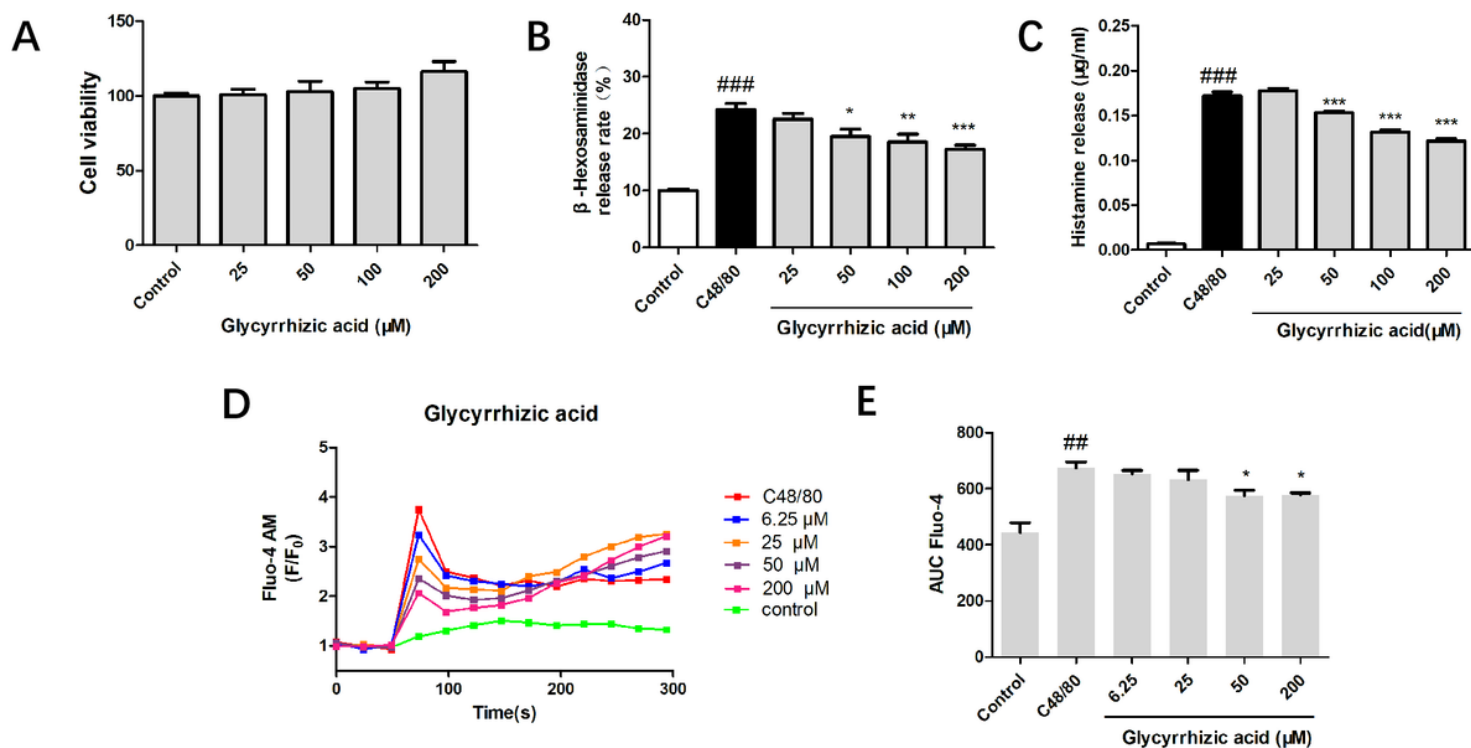 A
Cell viability
150
100
50
0
Control
25
50
100
200
Glycyrrhizic acid (µM)
B
β -Hexosaminidase
release rate（%）
40
30
20
10
0
###
*
**
***
Control
C48/80
25
50
100
200
Glycyrrhizic acid (µM)
C
Histamine release (µg/ml)
0.25
0.20
0.15
0.10
0.05
0.00
###
***
***
***
Control
C48/80
25
50
100
200
Glycyrrhizic acid(µM)
D
Glycyrrhizic acid
Fluo-4 AM
(F/F₀)
5
4
3
2
1
0
100
200
300
Time(s)
C48/80
6.25 µM
25 µM
50 µM
200 µM
control
E
AUC Fluo-4
800
600
400
200
0
##
*
*
Control
C48/80
6.25
25
50
200
Glycyrrhizic acid (µM)